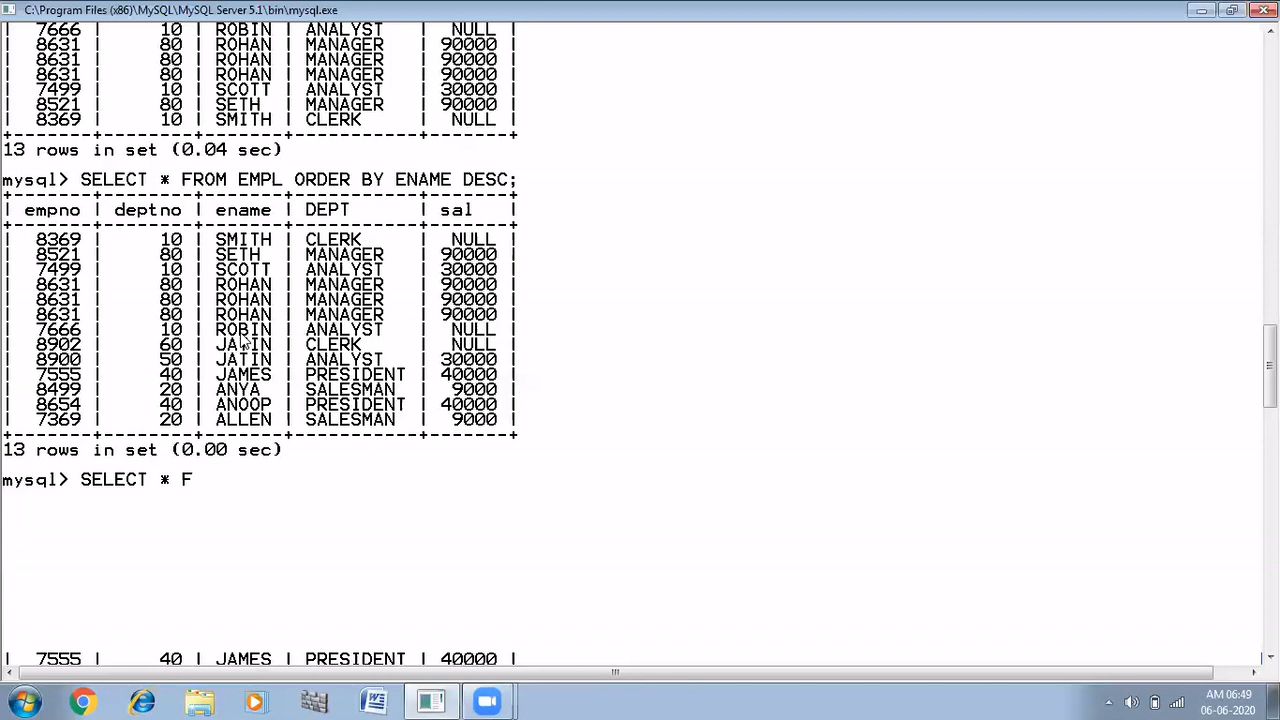 C:\Program Files (x86)\MySQL\MySQL Server 5.1\bin\mysql.exe
| 7666 | 10 | ROBIN | ANALYST | NULL |
| 8631 | 80 | ROHAN | MANAGER | 90000 |
| 8631 | 80 | ROHAN | MANAGER | 90000 |
| 8631 | 80 | ROHAN | MANAGER | 90000 |
| 7499 | 10 | SCOTT | ANALYST | 30000 |
| 8521 | 80 | SETH | MANAGER | 90000 |
| 8369 | 10 | SMITH | CLERK | NULL |
13 rows in set (0.04 sec)
mysql> SELECT * FROM EMPL ORDER BY ENAME DESC;
| empno | deptno | ename | DEPT | sal |
| 8369 | 10 | SMITH | CLERK | NULL |
| 8521 | 80 | SETH | MANAGER | 90000 |
| 7499 | 10 | SCOTT | ANALYST | 30000 |
| 8631 | 80 | ROHAN | MANAGER | 90000 |
| 8631 | 80 | ROHAN | MANAGER | 90000 |
| 8631 | 80 | ROHAN | MANAGER | 90000 |
| 7666 | 10 | ROBIN | ANALYST | NULL |
| 8902 | 60 | JATIN | CLERK | NULL |
| 8900 | 50 | JATIN | ANALYST | 30000 |
| 7555 | 40 | JAMES | PRESIDENT | 40000 |
| 8499 | 20 | ANYA | SALESMAN | 9000 |
| 8654 | 40 | ANOOP | PRESIDENT | 40000 |
| 7369 | 20 | ALLEN | SALESMAN | 9000 |
13 rows in set (0.00 sec)
mysql> SELECT * F
| 7555 | 40 | JAMES | PRESIDENT | 40000 |
AM 06:49
06-06-2020